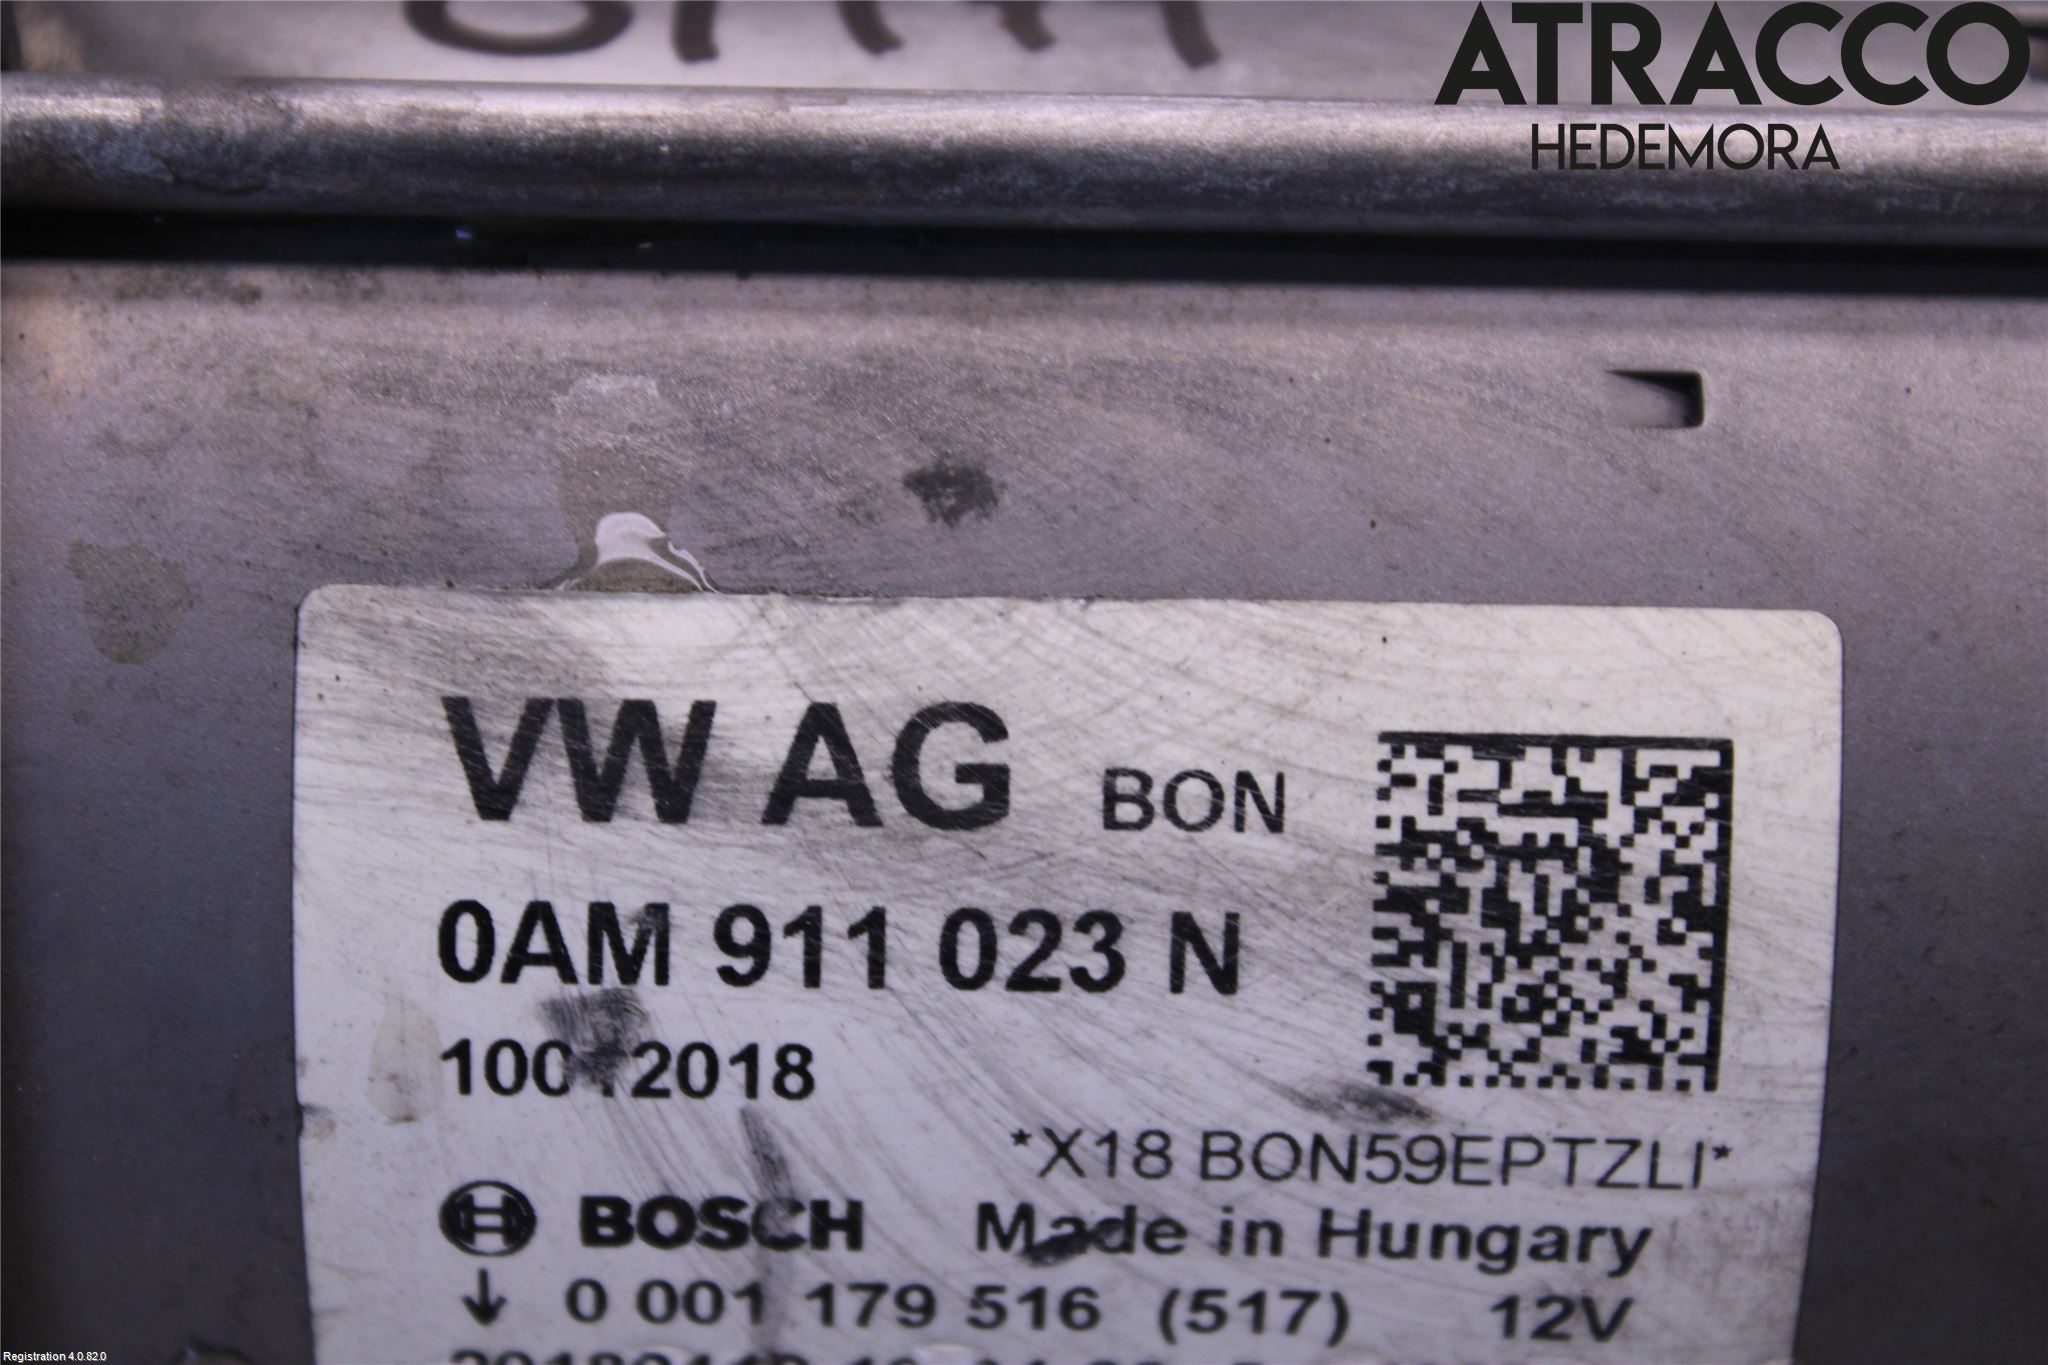 ATRACCO
HEDEMORA
VW AG BON
0AM 911 023 N
2018
*X18 BON59EPTZLI*
BOSCH Made in Hungary
↓ 0 001 179 516 (517) 12V
Registration 4.0.82.0